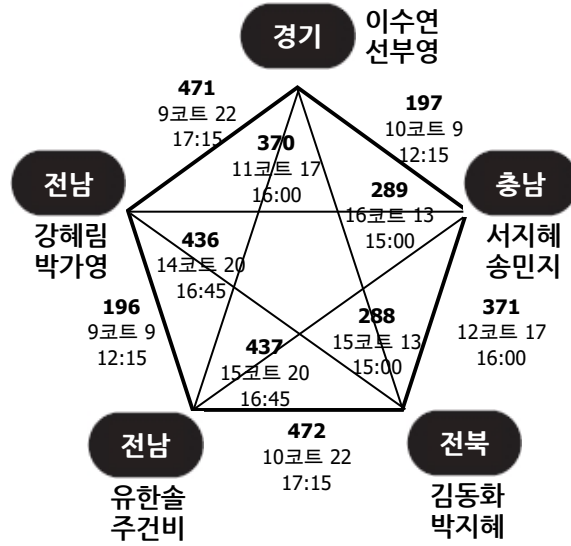 경기
이수연
선부영
471
9코트 22
17:15
197
10코트 9
12:15
370
11코트 17
16:00
전남
강혜림
박가영
289
16코트 13
15:00
충남
서지혜
송민지
436
14코트 20
16:45
196
9코트 9
12:15
371
12코트 17
16:00
288
15코트 13
15:00
437
15코트 20
16:45
전남
유한솔
주건비
472
10코트 22
17:15
전북
김동화
박지혜